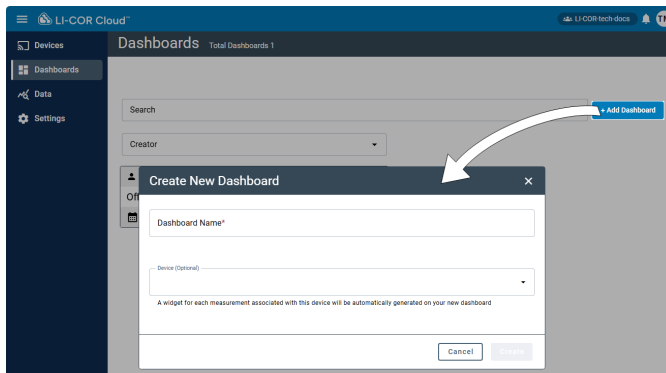 LI-COR Cloud™
LI-COR-tech-docs
Devices
Dashboards
Data
Settings
Dashboards Total Dashboards 1
Search
+ Add Dashboard
Creator
Off
Create New Dashboard
Dashboard Name*
Device (Optional)
A widget for each measurement associated with this device will be automatically generated on your new dashboard
Cancel
Create